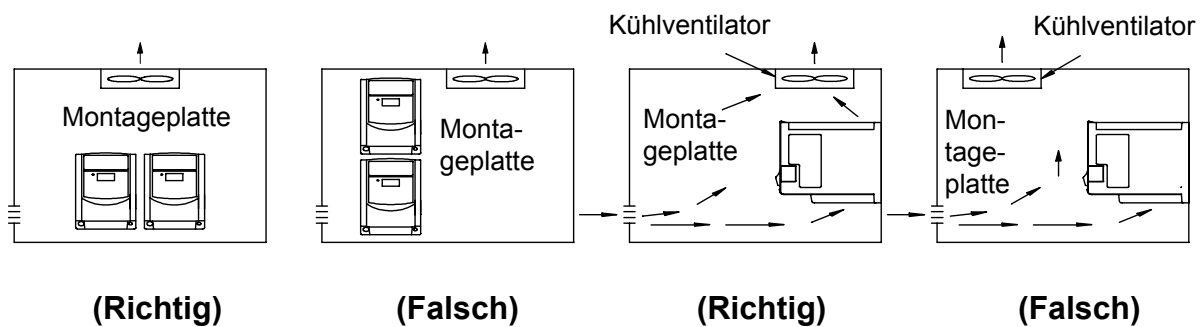 Kühlventilator
Kühlventilator
Montageplatte
Monta-
geplatte
Monta-
geplatte
Mon-
tage-
platte
(Richtig)
(Falsch)
(Richtig)
(Falsch)